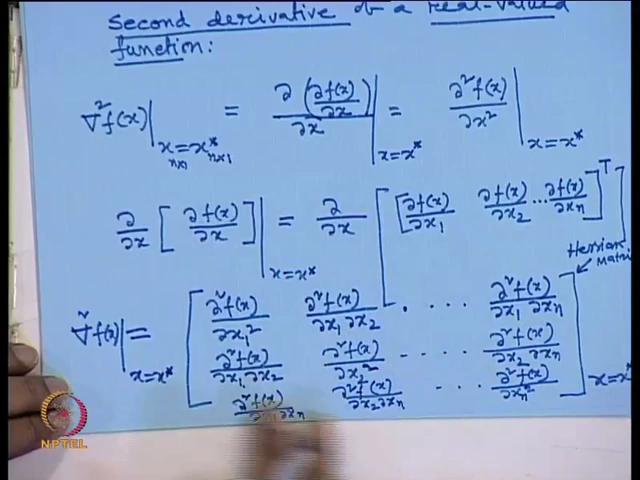 Second derivative of a real-valued
function:
∇²f(x)|ₓ₌ₓ* = ∂(∂f(x)/∂x)/∂x |ₓ₌ₓ* = ∂²f(x)/∂x² |ₓ₌ₓ*
n×1 n×1
∂/∂x [∂f(x)/∂x] |ₓ₌ₓ* = ∂/∂x [[∂f(x)/∂x₁ ∂f(x)/∂x₂ ... ∂f(x)/∂xₙ]ᵀ]
Hessian
Matrix
∇²f(x)|ₓ₌ₓ* = [∂²f(x)/∂x₁² ∂²f(x)/∂x₁∂x₂ . . . . ∂²f(x)/∂x₁∂xₙ
∂²f(x)/∂x₁∂x₂ ∂²f(x)/∂x₂² - - - - ∂²f(x)/∂x₂∂xₙ
∂²f(x)/∂x₁∂xₙ ∂²f(x)/∂x₂∂xₙ . . . . ∂²f(x)/∂xₙ²] x=x*
NPTEL